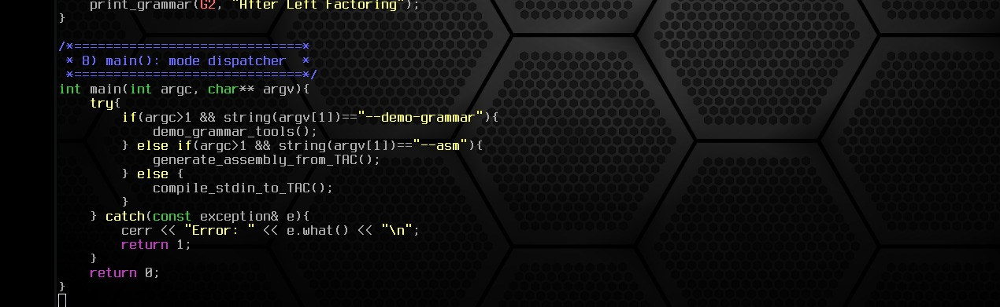 print_grammar(G2, "After Left Factoring");
}

/*=============================*
 * 8) main(): mode dispatcher  *
 *=============================*/
int main(int argc, char** argv){
    try{
        if(argc>1 && string(argv[1])=="--demo-grammar"){
            demo_grammar_tools();
        } else if(argc>1 && string(argv[1])=="--asm"){
            generate_assembly_from_TAC();
        } else {
            compile_stdin_to_TAC();
        }
    } catch(const exception& e){
        cerr << "Error: " << e.what() << "\n";
        return 1;
    }
    return 0;
}